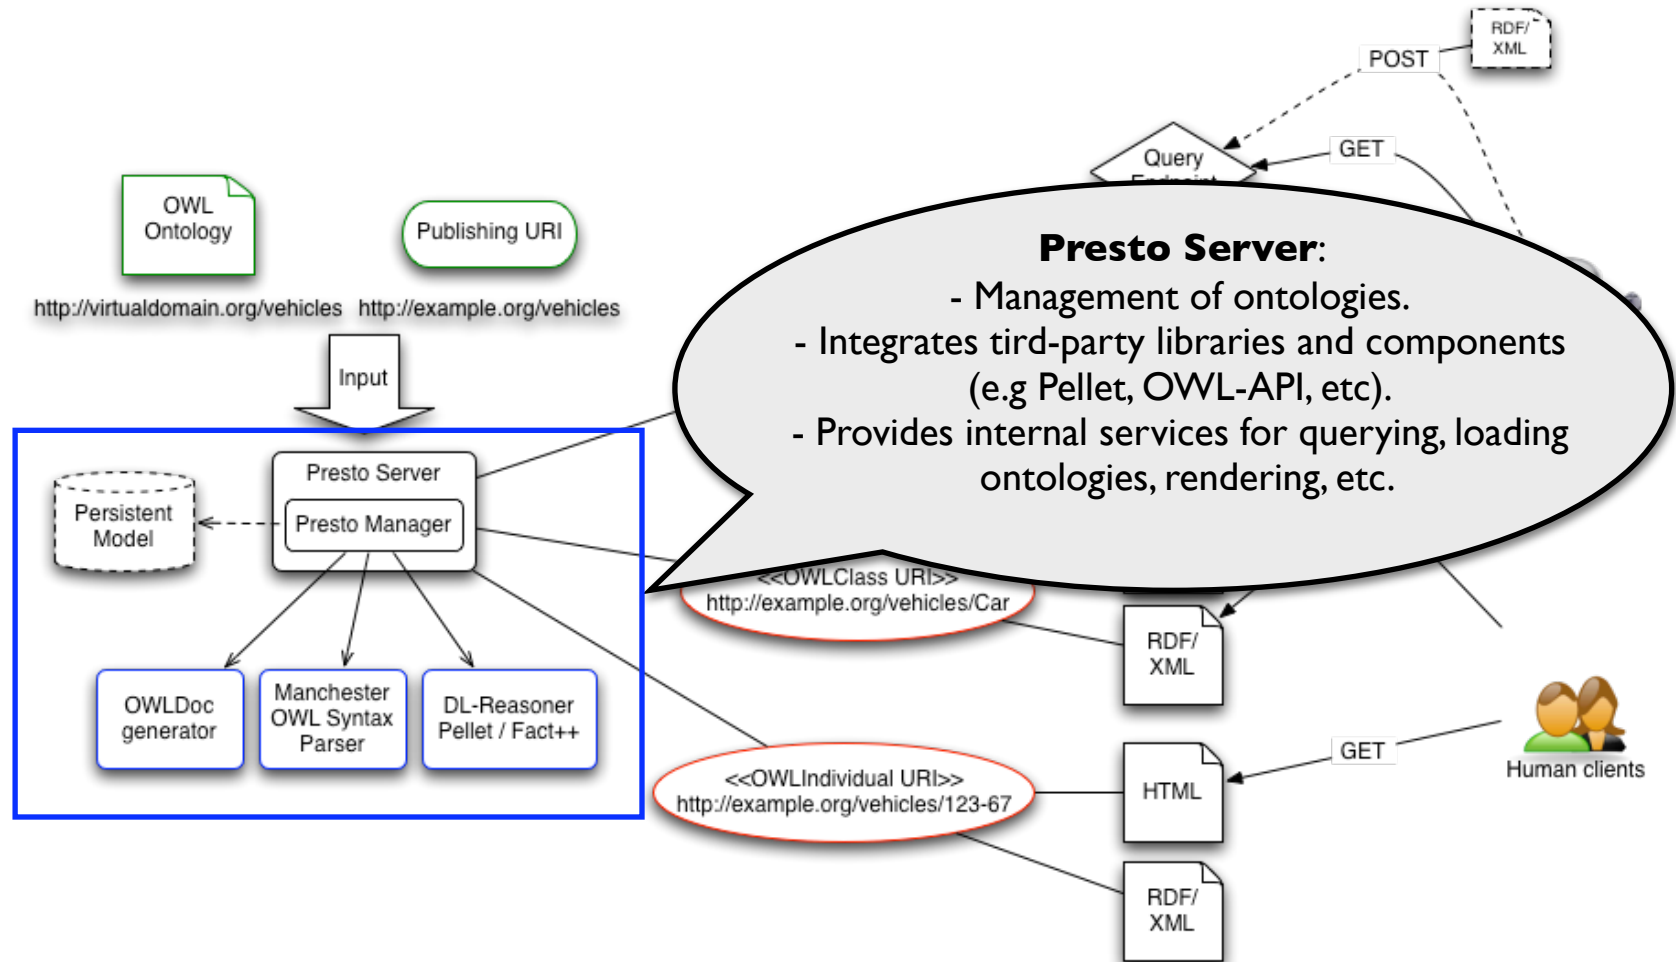 RDF/
XML
POST
GET
Query
OWL
Ontology
Publishing URI
http://virtualdomain.org/vehicles
http://example.org/vehicles
Input
Presto Server:
- Management of ontologies.
- Integrates tird-party libraries and components
(e.g Pellet, OWL-API, etc).
- Provides internal services for querying, loading
ontologies, rendering, etc.
Presto Server
Presto Manager
Persistent
Model
OWLDoc
generator
Manchester
OWL Syntax
Parser
DL-Reasoner
Pellet / Fact++
<<OWLClass URI>>
http://example.org/vehicles/Car
RDF/
XML
<<OWLIndividual URI>>
http://example.org/vehicles/123-67
HTML
GET
Human clients
RDF/
XML